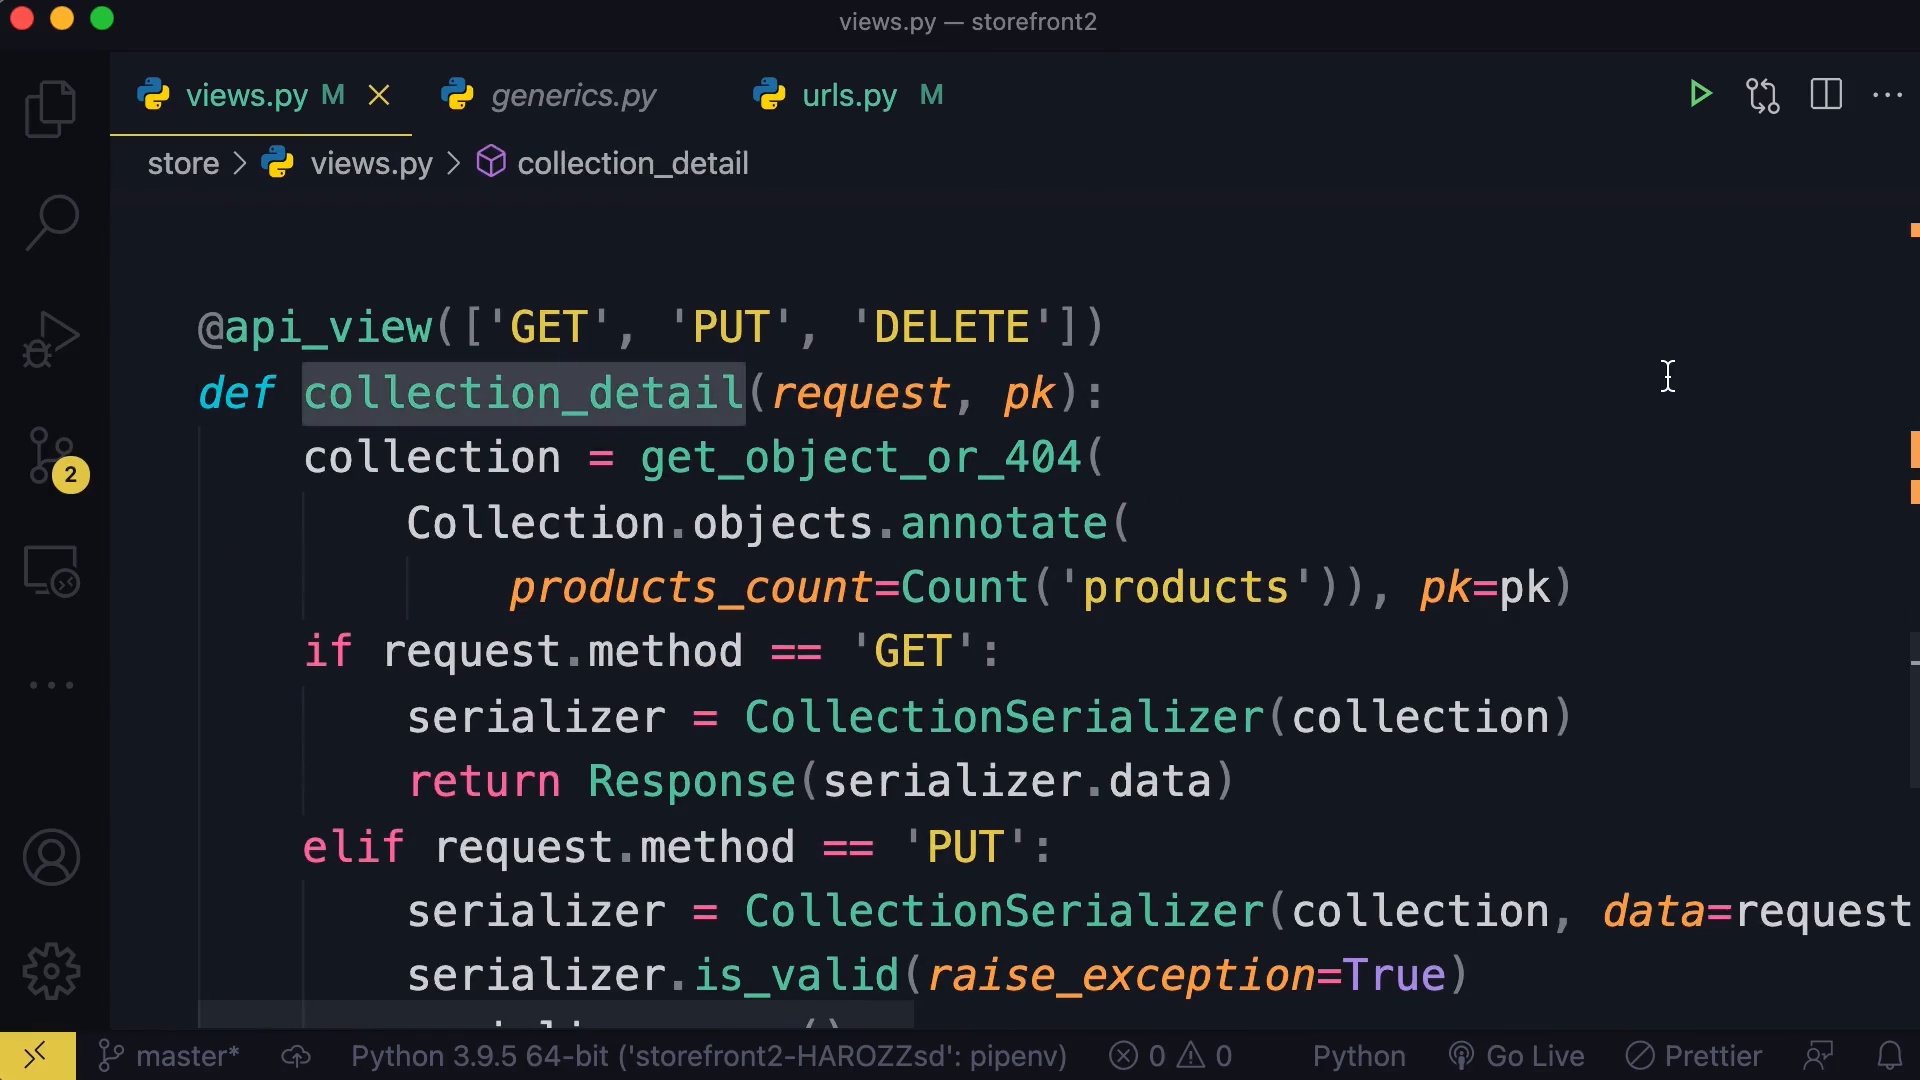 views.py — storefront2
views.py M
generics.py
urls.py M
store > views.py > collection_detail
@api_view(['GET', 'PUT', 'DELETE'])
def collection_detail(request, pk):
collection = get_object_or_404(
Collection.objects.annotate(
products_count=Count('products')), pk=pk)
if request.method == 'GET':
serializer = CollectionSerializer(collection)
return Response(serializer.data)
elif request.method == 'PUT':
serializer = CollectionSerializer(collection, data=request
serializer.is_valid(raise_exception=True)
2
master* Python 3.9.5 64-bit ('storefront2-HAROZZsd': pipenv) 0 0 Python Go Live Prettier